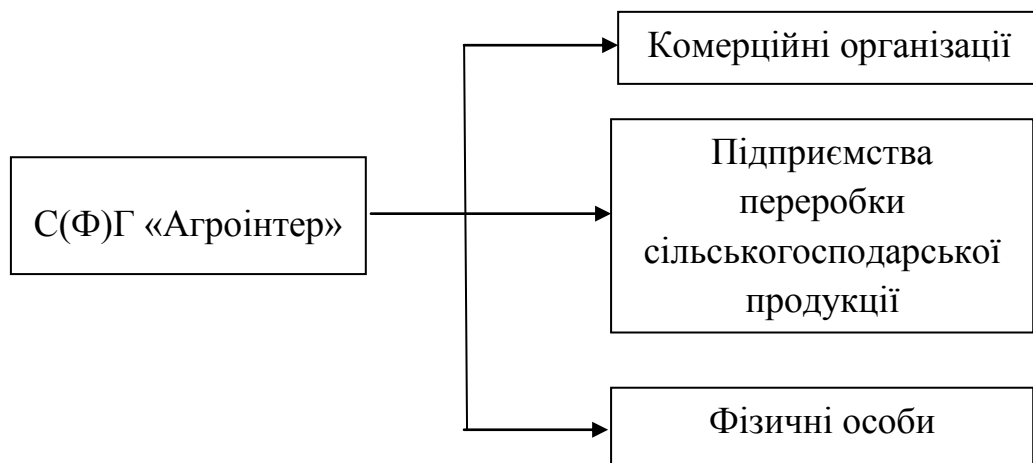 Комерційні організації
Підприємства
переробки
сільськогосподарської
продукції
С(Ф)Г «Агроінтер»
Фізичні особи